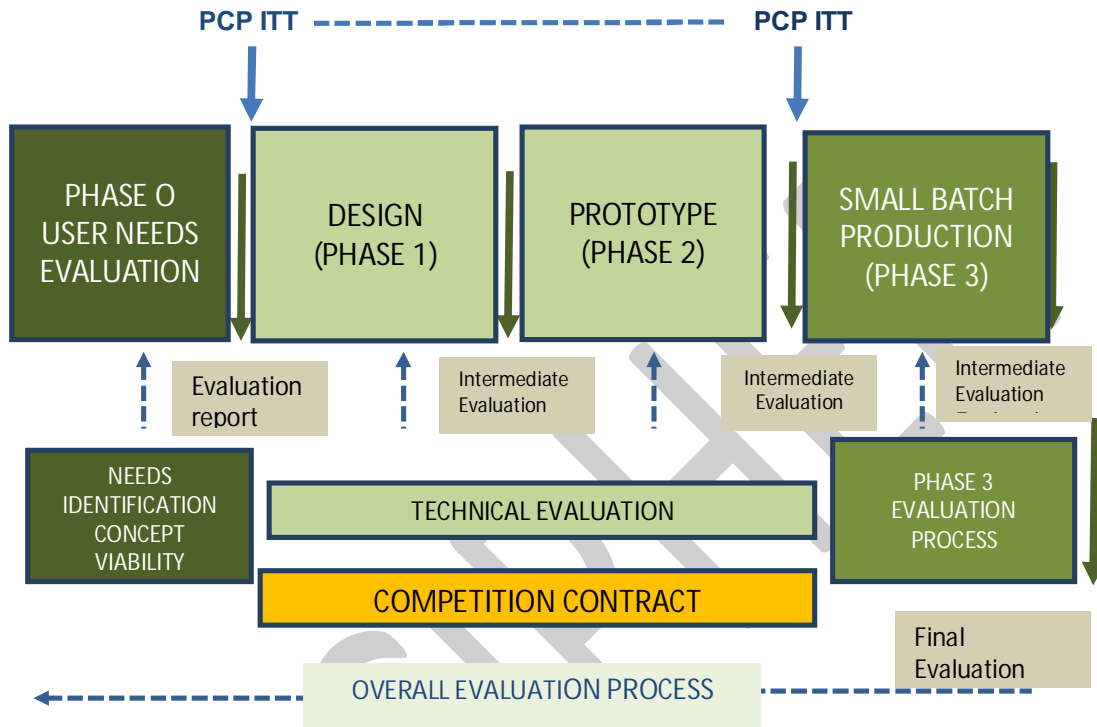 PCP ITT
PCP ITT
PHASE O
USER NEEDS
EVALUATION
DESIGN
(PHASE 1)
PROTOTYPE
(PHASE 2)
SMALL BATCH
PRODUCTION
(PHASE 3)
Evaluation
report
Intermediate
Evaluation
Intermediate
Evaluation
Intermediate
Evaluation
NEEDS
IDENTIFICATION
CONCEPT
VIABILITY
TECHNICAL EVALUATION
PHASE 3
EVALUATION
PROCESS
COMPETITION CONTRACT
Final
Evaluation
OVERALL EVALUATION PROCESS